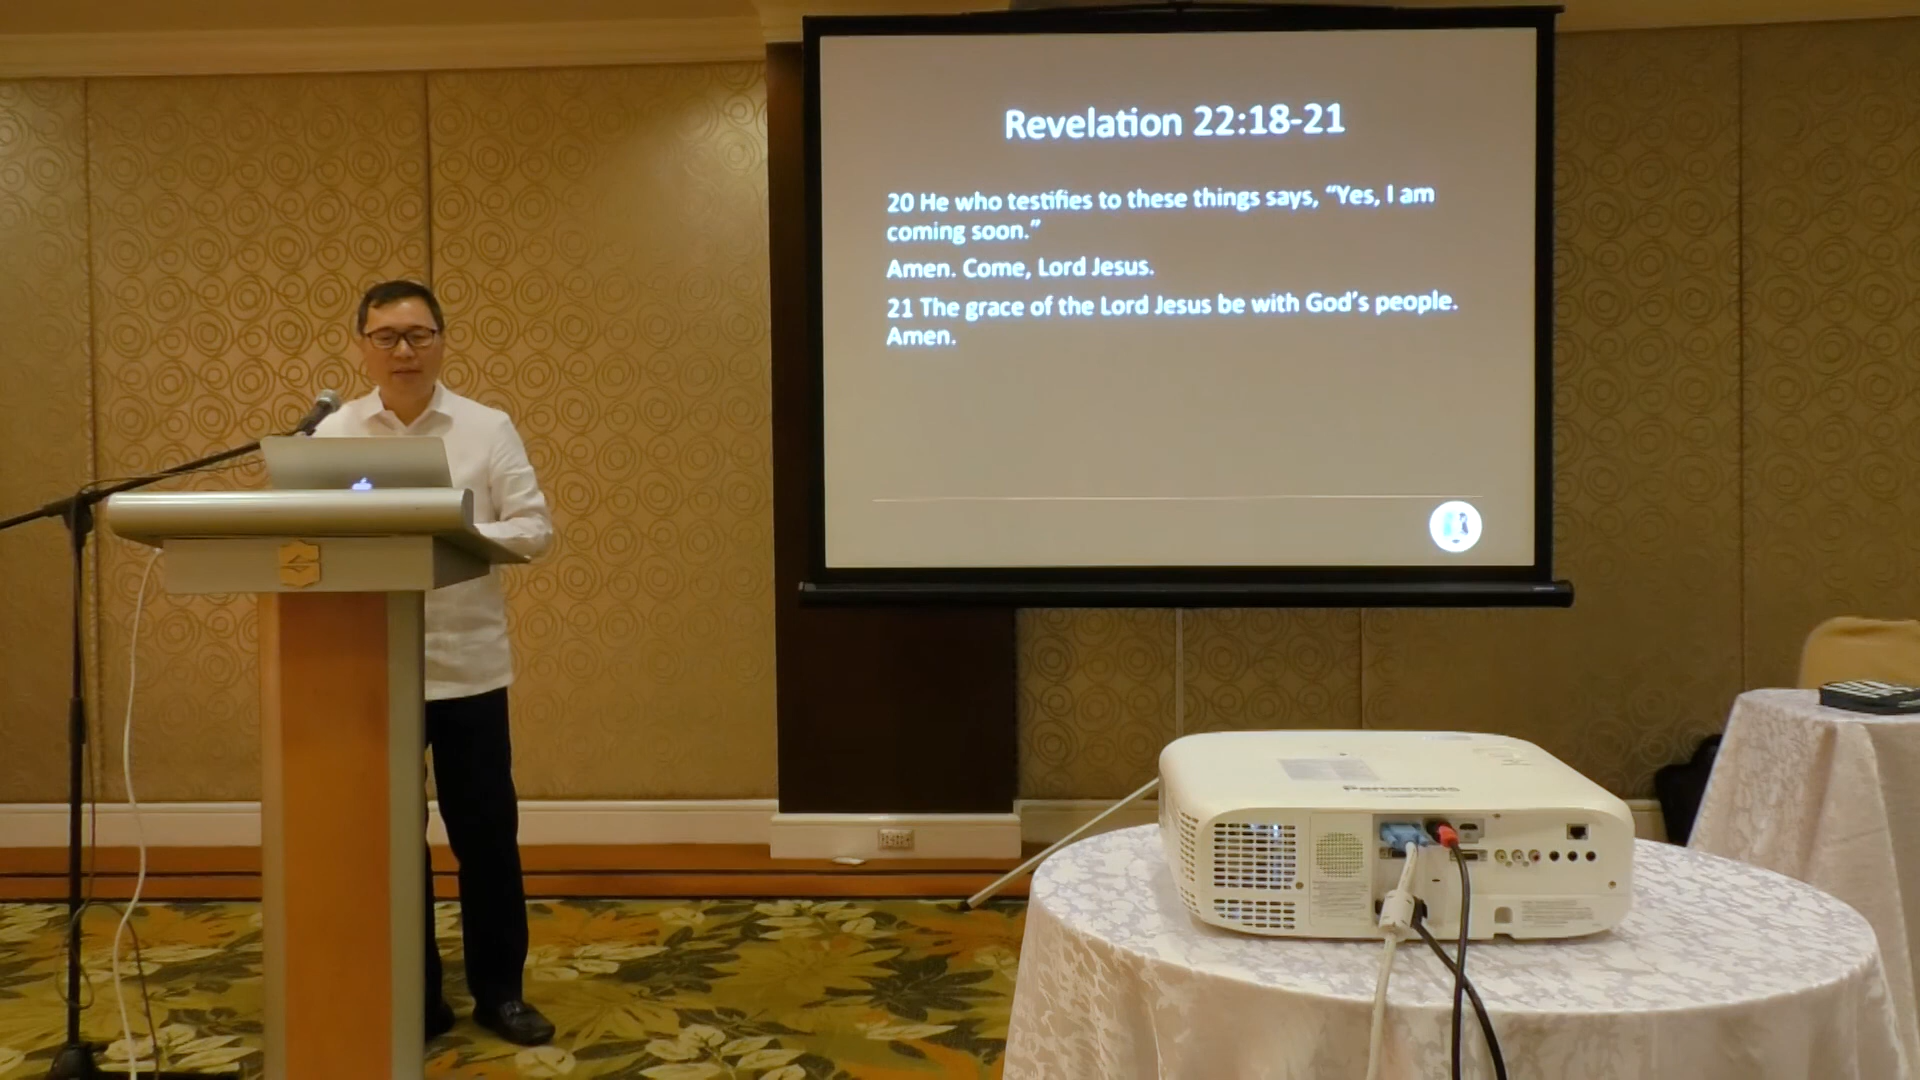 Revelation 22:18-21
20 He who testifies to these things says, “Yes, I am
coming soon.”
Amen. Come, Lord Jesus.
21 The grace of the Lord Jesus be with God’s people.
Amen.
Panasonic